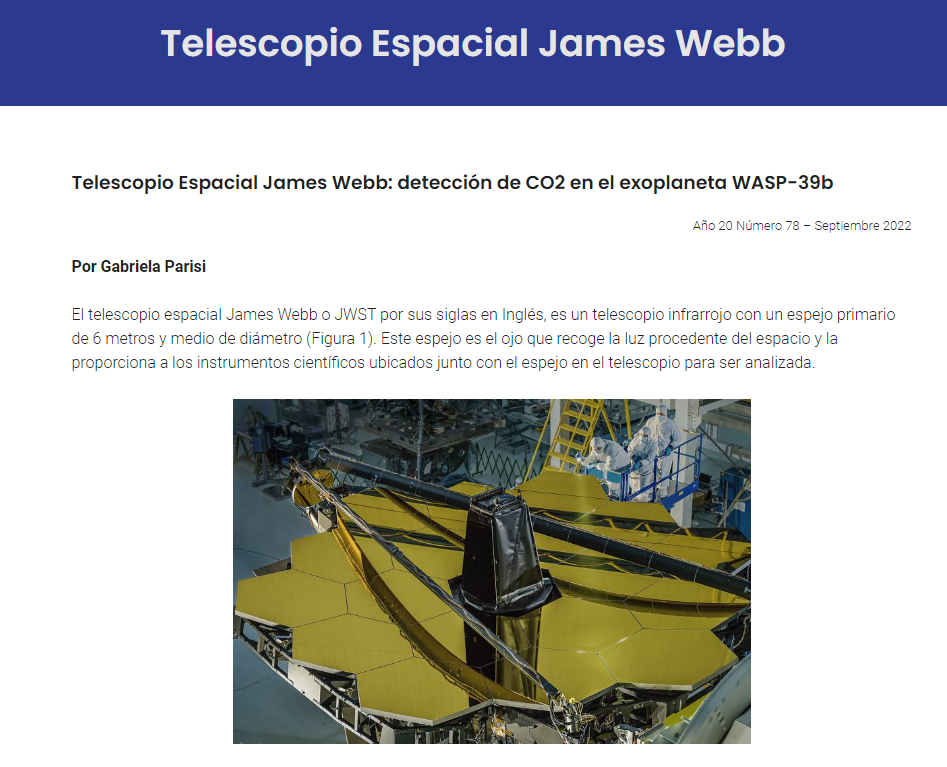 Telescopio Espacial James Webb
Telescopio Espacial James Webb: detección de CO2 en el exoplaneta WASP-39b
Año 20 Número 78 – Septiembre 2022
Por Gabriela Parisi
El telescopio espacial James Webb o JWST por sus siglas en Inglés, es un telescopio infrarrojo con un espejo primario
de 6 metros y medio de diámetro (Figura 1). Este espejo es el ojo que recoge la luz procedente del espacio y la
proporciona a los instrumentos científicos ubicados junto con el espejo en el telescopio para ser analizada.